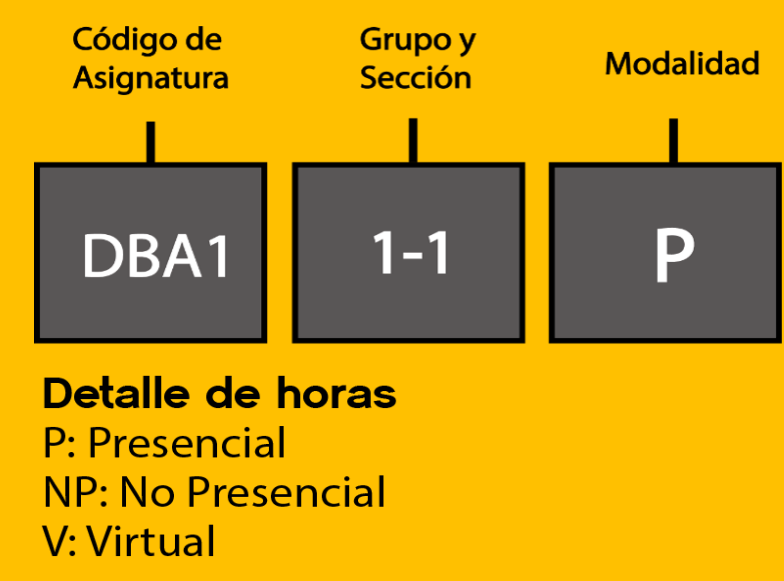 Código de
Asignatura
Grupo y
Sección
Modalidad
DBA1
1-1
P
Detalle de horas
P: Presencial
NP: No Presencial
V: Virtual